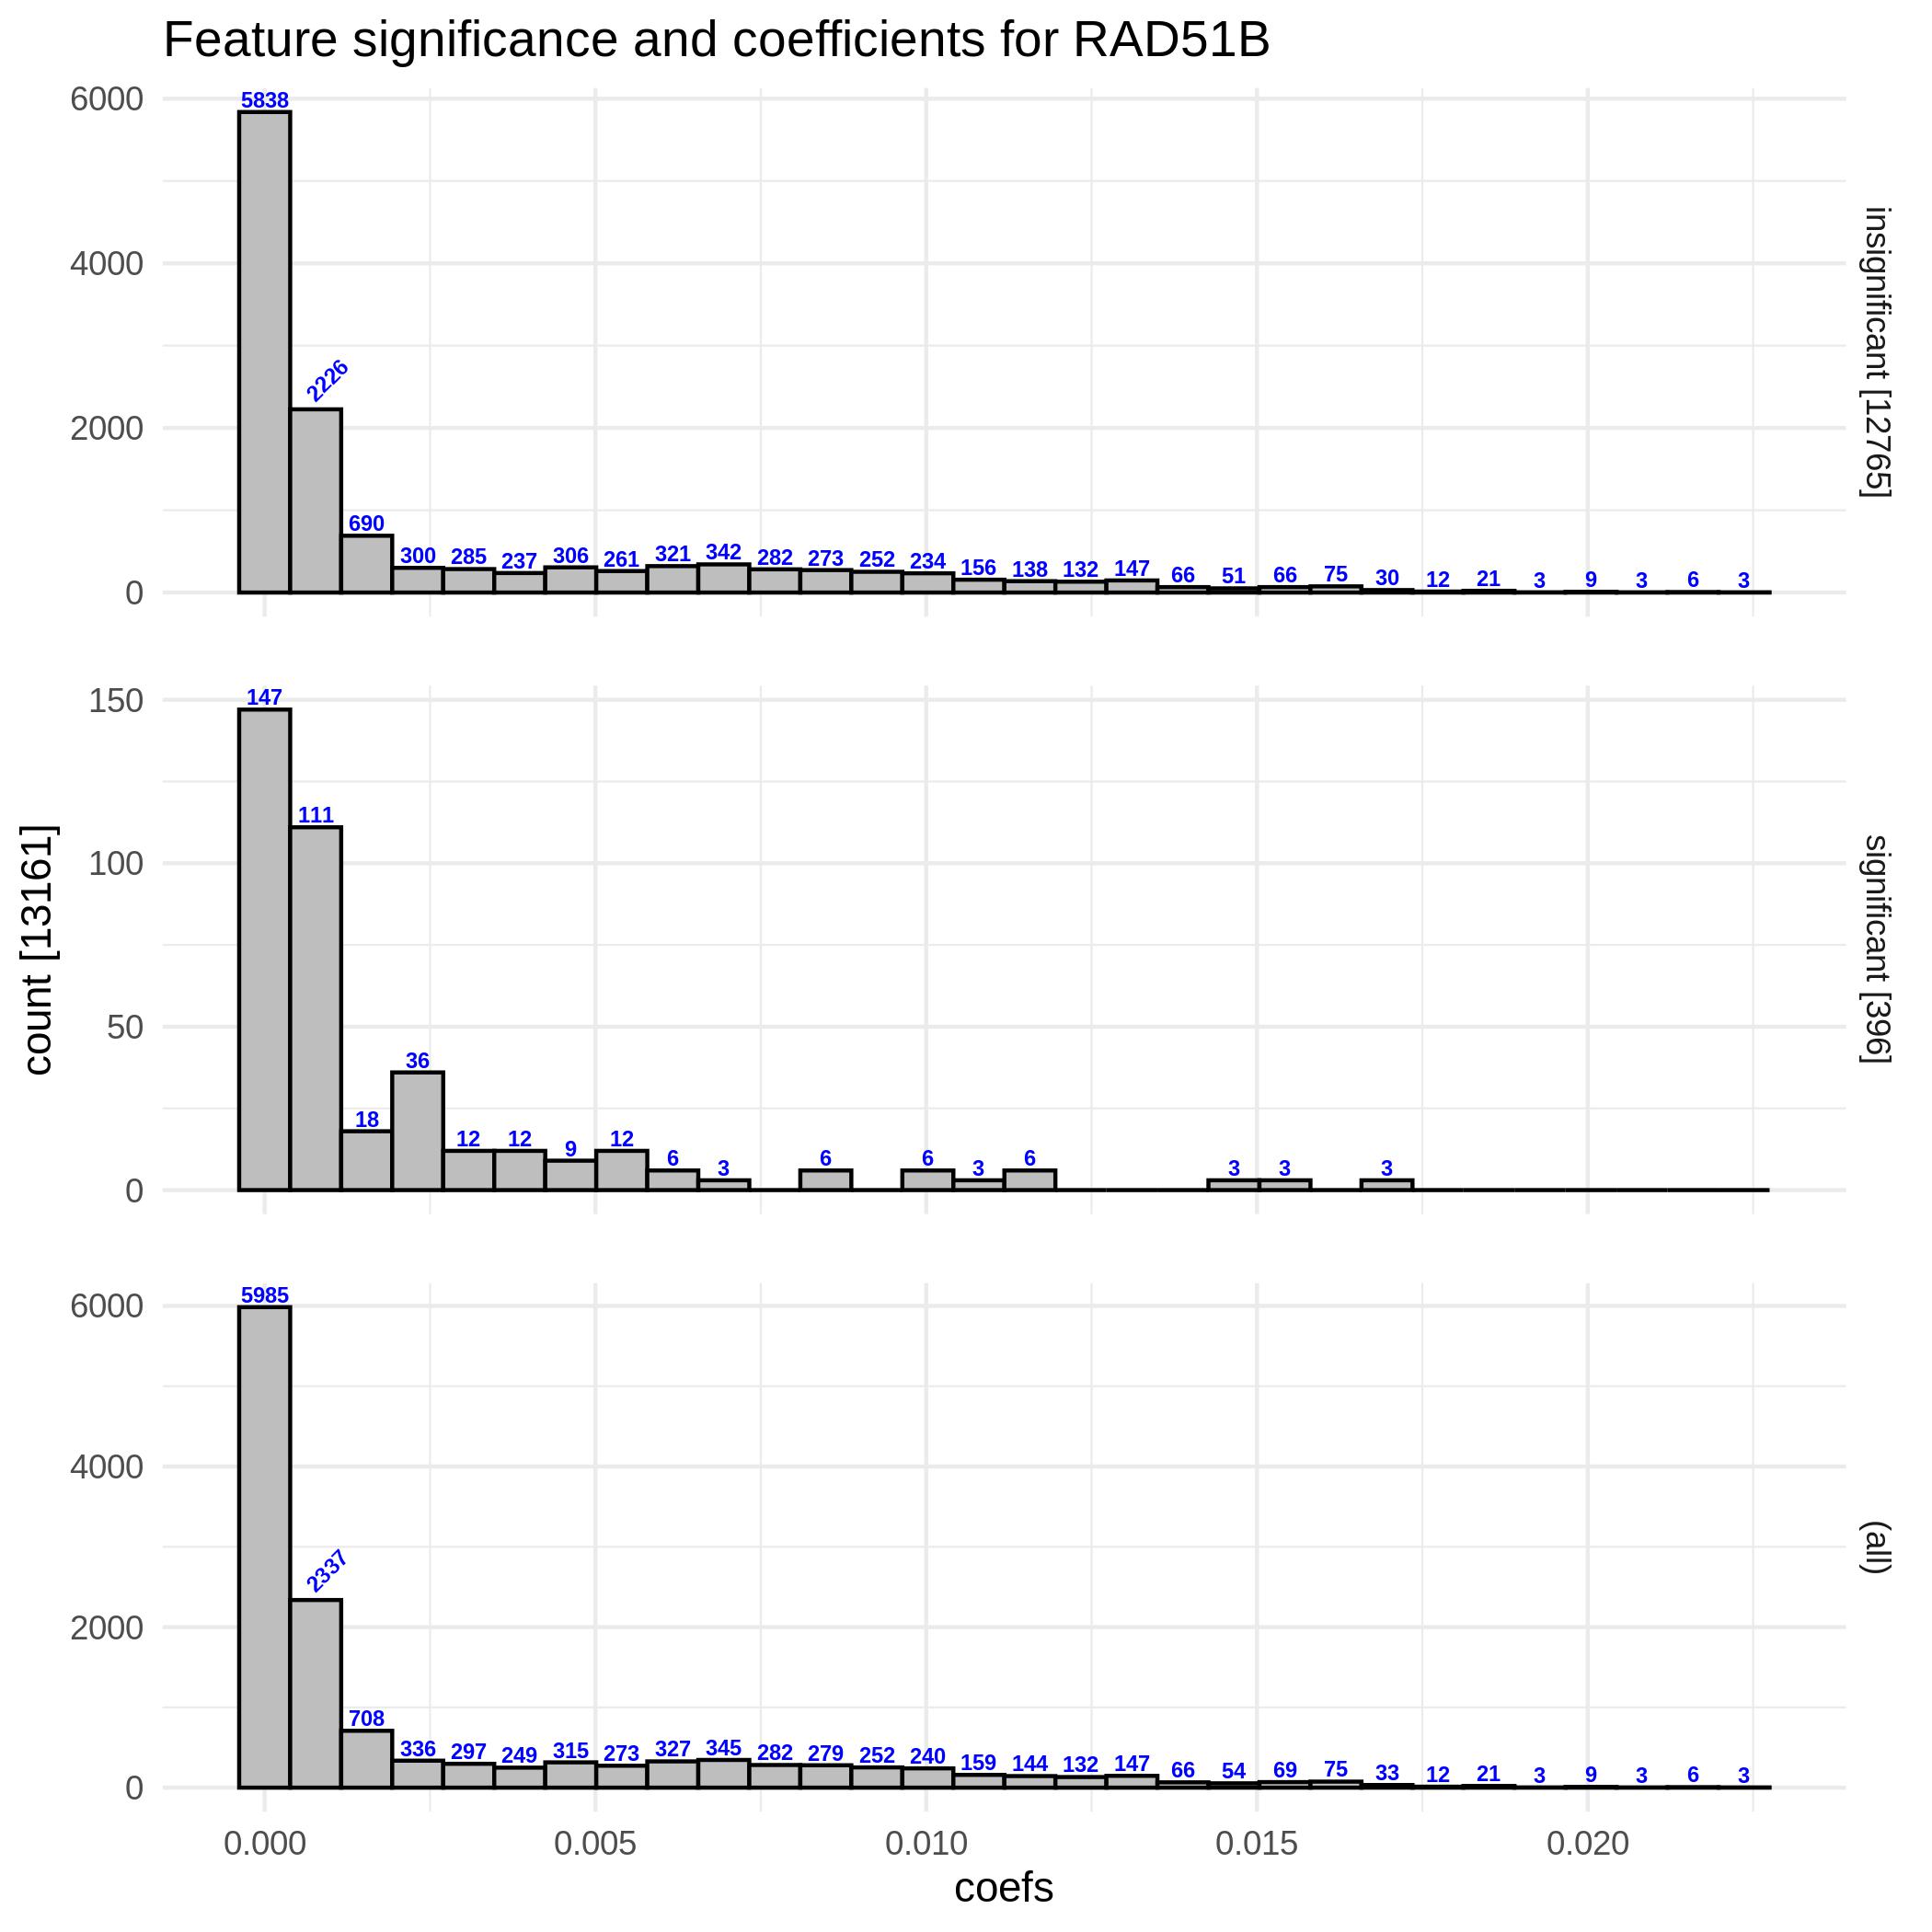 Feature significance and coefficients for RAD51B
6000
4000
2000
0
5838
2226
690 300 285 237 306 261 321 342 282 273 252 234 156 138 132 147 66 51 66 75 30 12 21 3 9 3 6 3
insignificant [12765]
count [13161]
150
100
50
0
147
111
18 36 12 12 9 12 6 3 6 6 3 6 3 3 3
significant [396]
6000
4000
2000
0
5985
2337
708 336 297 249 315 273 327 345 282 279 252 240 159 144 132 147 66 54 69 75 33 12 21 3 9 3 6 3
(all)
0.000 0.005 0.010 0.015 0.020
coefs